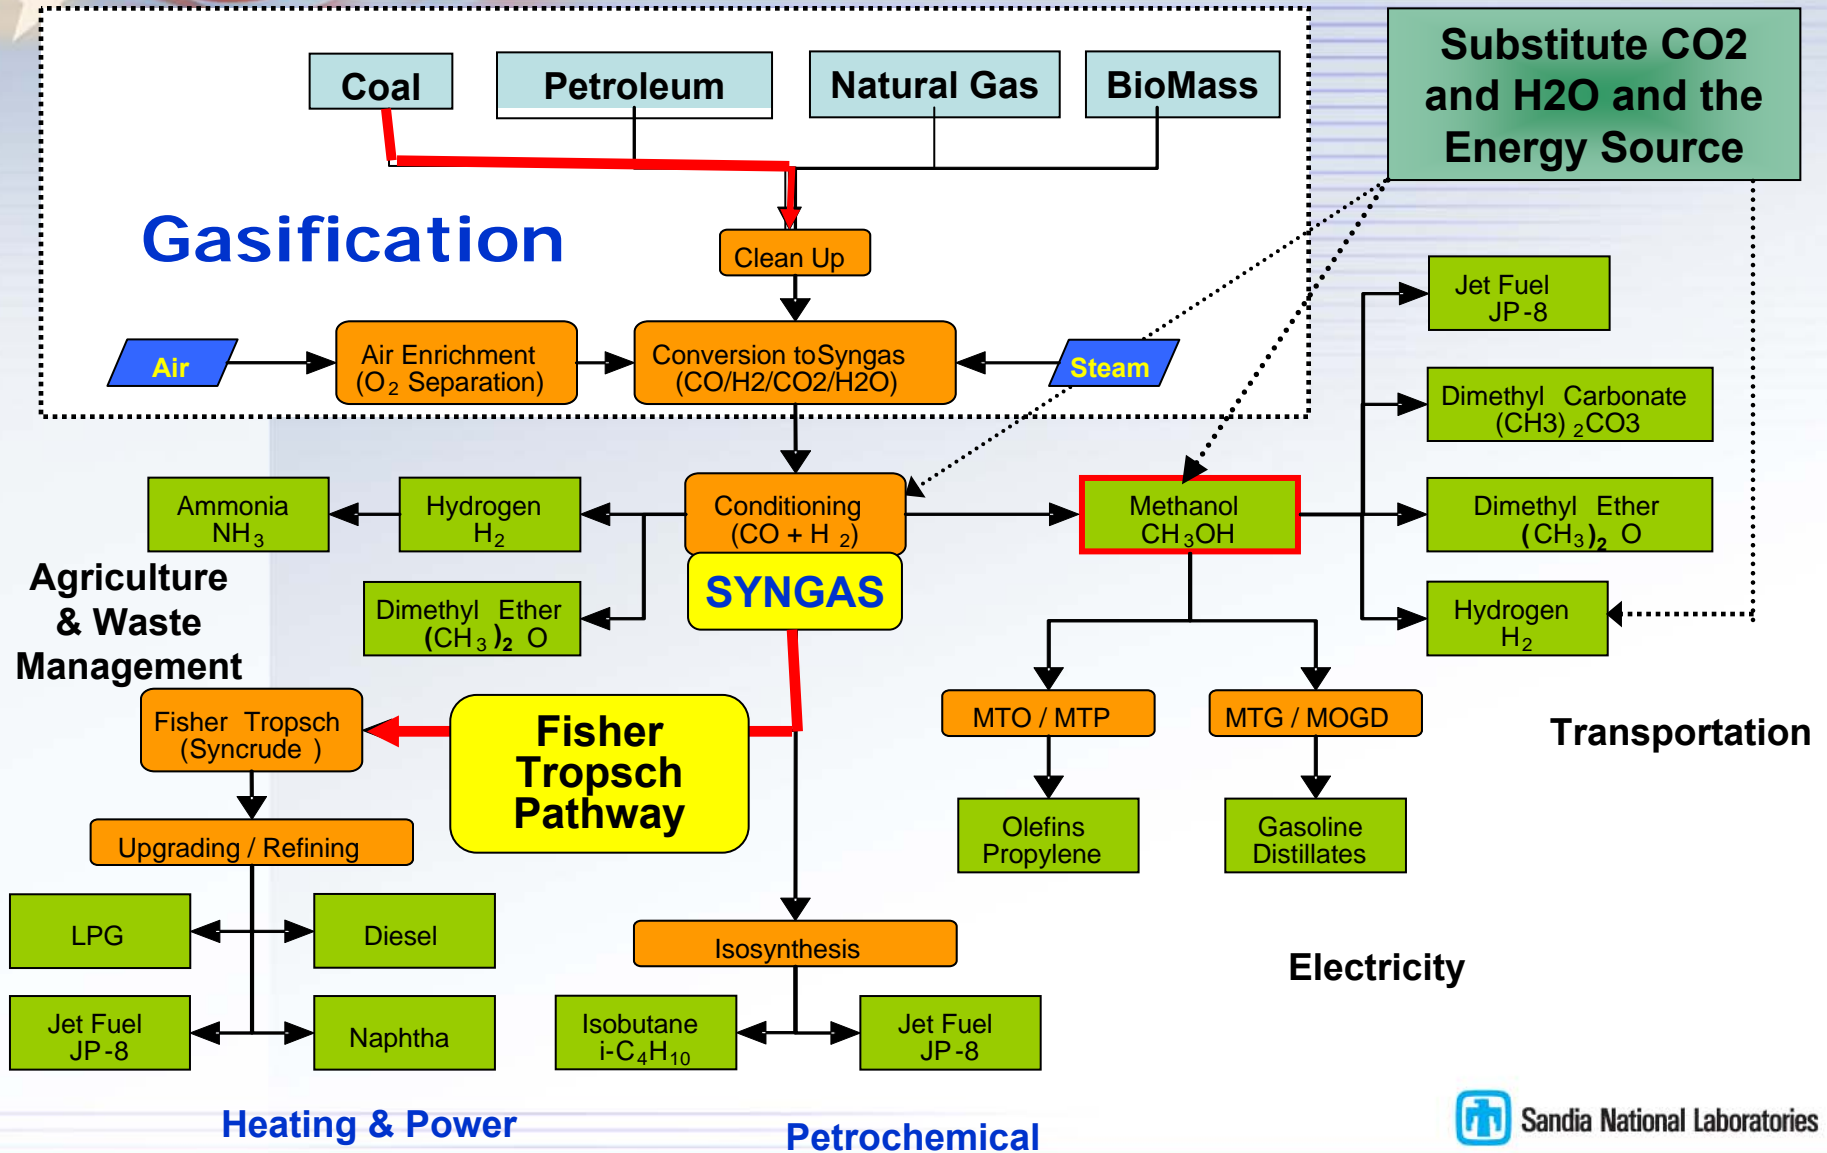 Coal
Petroleum
Natural Gas
BioMass
Substitute CO2
and H2O and the
Energy Source
Gasification
Clean Up
Air
Air Enrichment
(O2 Separation)
Conversion toSyngas
(CO/H2/CO2/H2O)
Steam
Jet Fuel
JP-8
Dimethyl Carbonate
(CH3) 2CO3
Ammonia
NH3
Hydrogen
H2
Conditioning
(CO + H 2)
Methanol
CH3OH
Dimethyl Ether
(CH3)2 O
SYNGAS
Agriculture
& Waste
Management
Dimethyl Ether
(CH 3 )2 O
Hydrogen
H2
Fisher Tropsch
(Syncrude )
Fisher
Tropsch
Pathway
MTO / MTP
MTG / MOGD
Transportation
Upgrading / Refining
Olefins
Propylene
Gasoline
Distillates
LPG
Diesel
Isosynthesis
Electricity
Jet Fuel
JP-8
Naphtha
Isobutane
i-C4H10
Jet Fuel
JP-8
Heating & Power
Petrochemical
Sandia National Laboratories